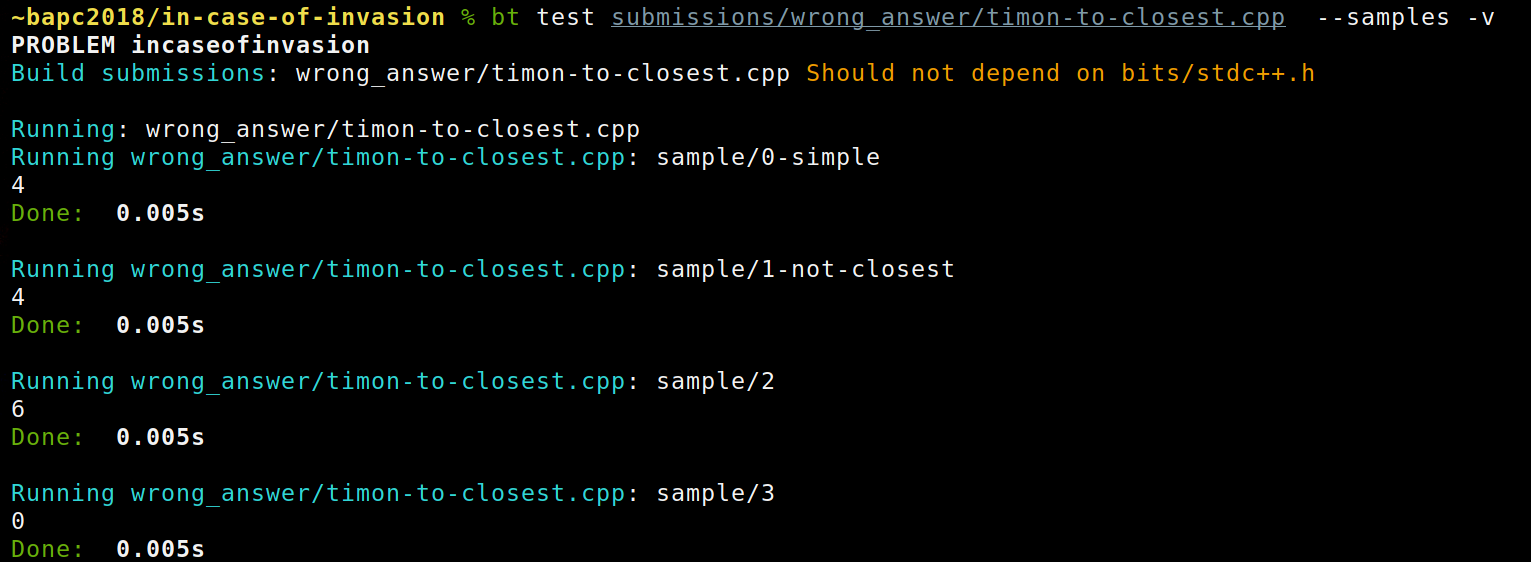 ~bapc2018/in-case-of-invasion % bt test submissions/wrong_answer/timon-to-closest.cpp --samples -v
PROBLEM incaseofinvasion
Build submissions: wrong_answer/timon-to-closest.cpp Should not depend on bits/stdc++.h
Running: wrong_answer/timon-to-closest.cpp
Running wrong_answer/timon-to-closest.cpp: sample/0-simple
4
Done: 0.005s
Running wrong_answer/timon-to-closest.cpp: sample/1-not-closest
4
Done: 0.005s
Running wrong_answer/timon-to-closest.cpp: sample/2
6
Done: 0.005s
Running wrong_answer/timon-to-closest.cpp: sample/3
0
Done: 0.005s